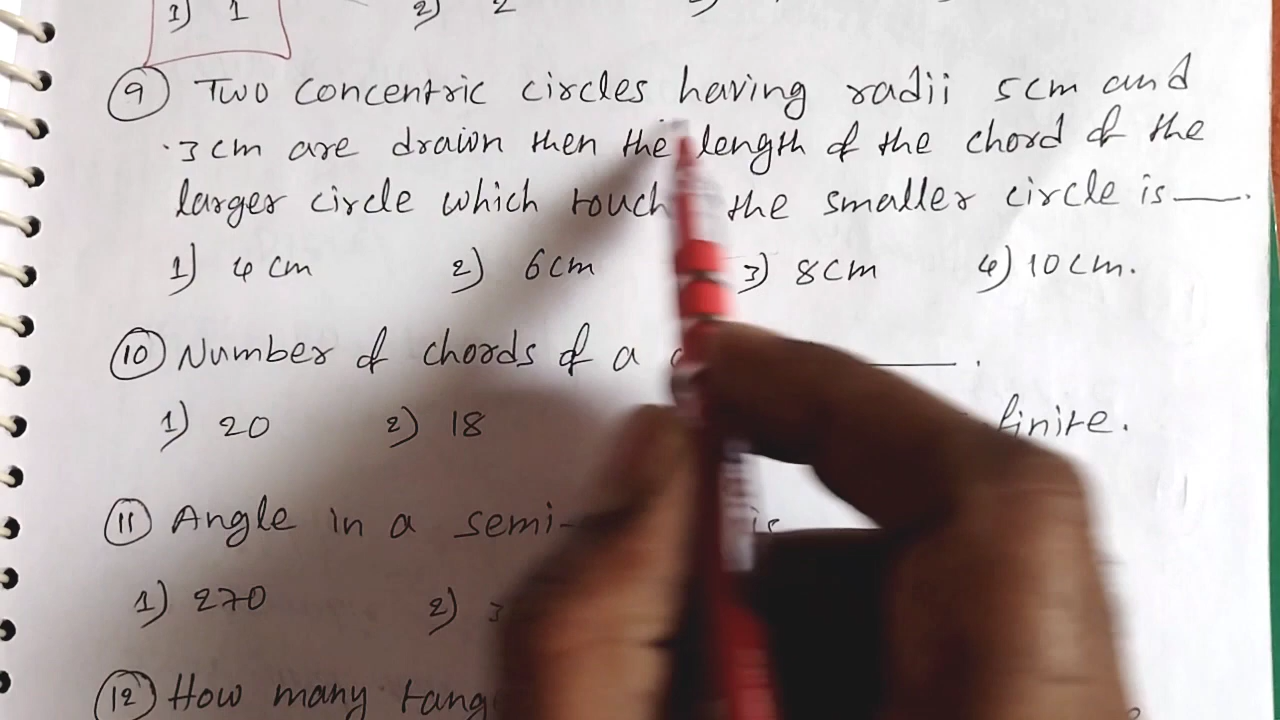 1) 1 2) 2
9 Two concentric circles having radii 5cm and
3cm are drawn then the length of the chord of the
larger circle which touch the smaller circle is ___.
1) 4cm 2) 6cm 3) 8cm 4) 10cm.
10 Number of chords of a ___.
1) 20 2) 18 finite.
11 Angle in a semi- is
1) 270 2)
12 How many